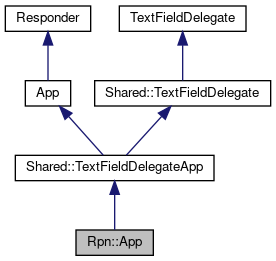 Responder
TextFieldDelegate
App
Shared::TextFieldDelegate
Shared::TextFieldDelegateApp
Rpn::App